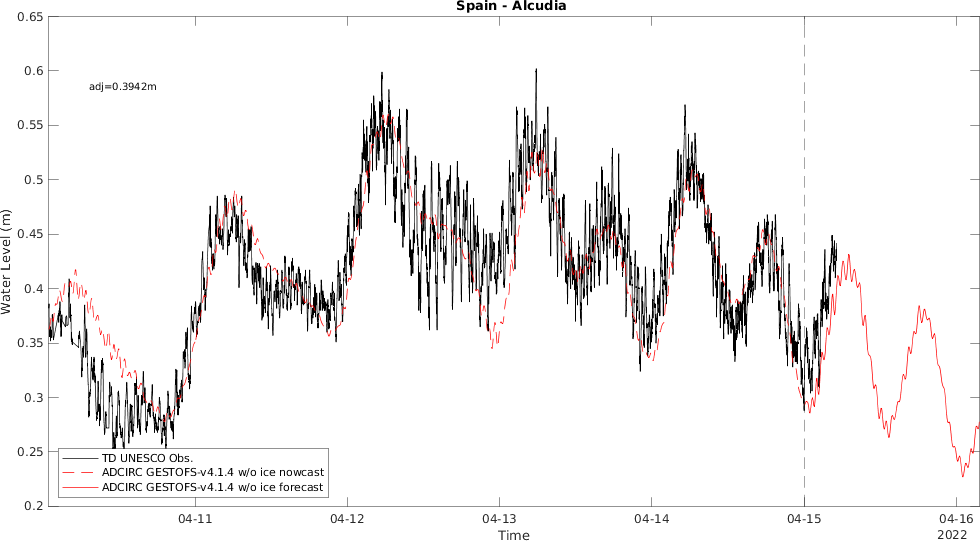 Spain - Alcudia
0.65
0.6
0.55
0.5
0.45
0.4
0.35
0.3
0.25
0.2
Water Level (m)
adj=0.3942m
TD UNESCO Obs.
ADCIRC GESTOFS-v4.1.4 w/o ice nowcast
ADCIRC GESTOFS-v4.1.4 w/o ice forecast
04-11 04-12 04-13 04-14 04-15 04-16
2022
Time